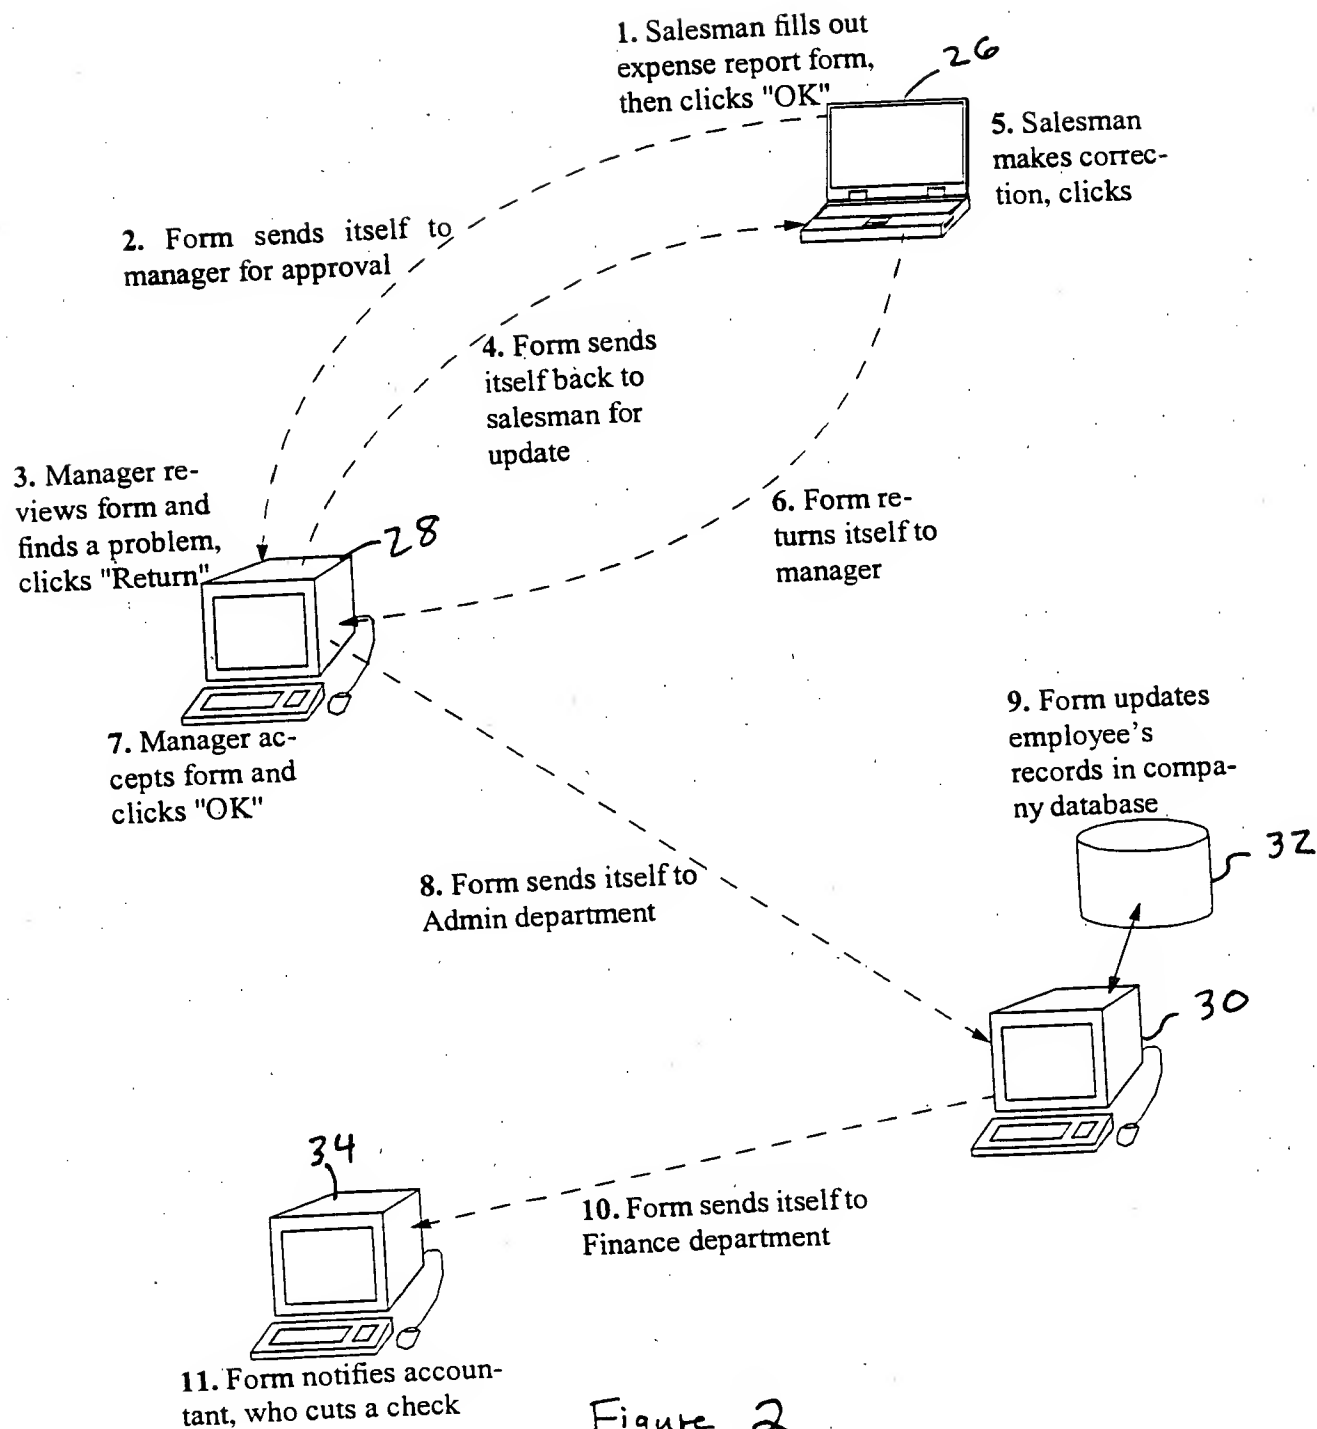 1. Salesman fills out
expense report form,
then clicks "OK"
26
5. Salesman
makes correc-
tion, clicks
2. Form sends itself to
manager for approval
4. Form sends
itself back to
salesman for
update
3. Manager re-
views form and
finds a problem,
clicks "Return"
28
6. Form re-
turns itself to
manager
7. Manager ac-
cepts form and
clicks "OK"
9. Form updates
employee's
records in compa-
ny database
32
8. Form sends itself to
Admin department
30
34
10. Form sends itself to
Finance department
11. Form notifies accoun-
tant, who cuts a check
Figure 2